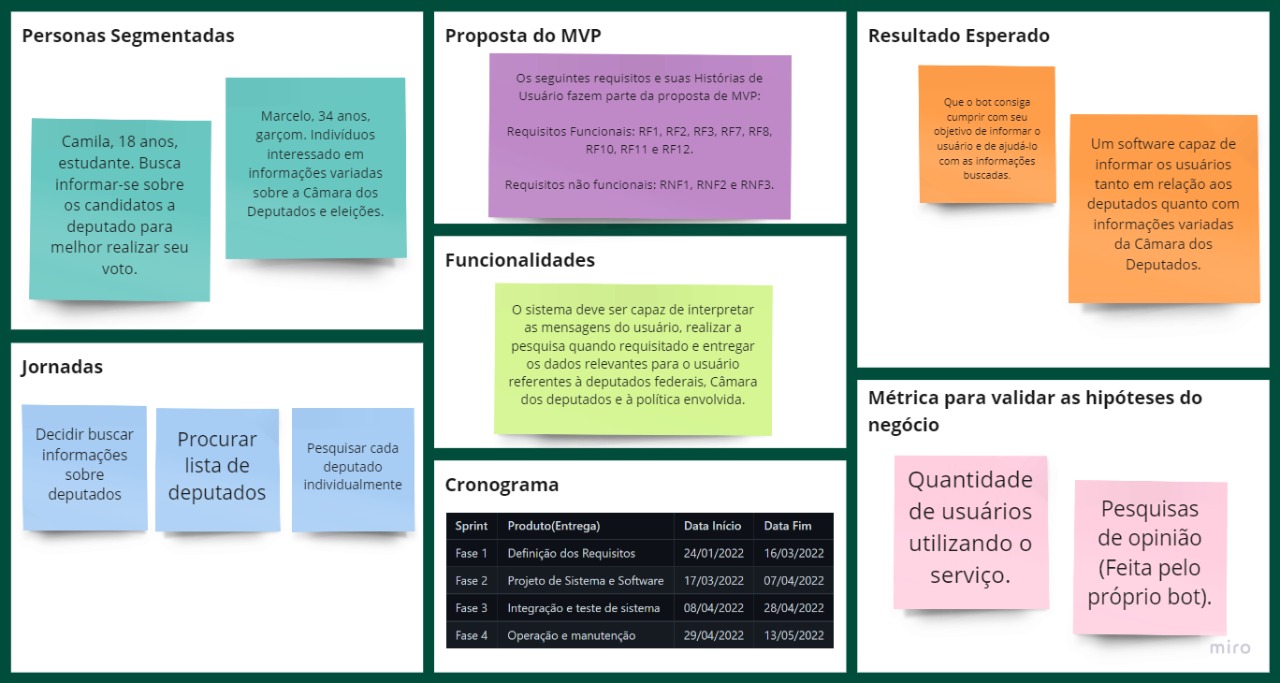 Personas Segmentadas
Camila, 18 anos,
estudante. Busca
informar-se sobre
os candidatos a
deputado para
melhor realizar seu
voto.
Marcelo, 34 anos,
garçom. Indivíduos
interessado em
informações variadas
sobre a Câmara dos
Deputados e eleições.
Jornadas
Decidir buscar
informações
sobre
deputados
Procurar
lista de
deputados
Pesquisar cada
deputado
individualmente
Proposta do MVP
Os seguintes requisitos e suas Histórias de
Usuário fazem parte da proposta de MVP:
Requisitos Funcionais: RF1, RF2, RF3, RF7, RF8,
RF10, RF11 e RF12.
Requisitos não funcionais: RNF1, RNF2 e RNF3.
Funcionalidades
O sistema deve ser capaz de interpretar
as mensagens do usuário, realizar a
pesquisa quando requisitado e entregar
os dados relevantes para o usuário
referentes à deputados federais, Câmara
dos deputados e à política envolvida.
Cronograma
Sprint Produto(Entrega) Data Início Data Fim
Fase 1 Definição dos Requisitos 24/01/2022 16/03/2022
Fase 2 Projeto de Sistema e Software 17/03/2022 07/04/2022
Fase 3 Integração e teste de sistema 08/04/2022 28/04/2022
Fase 4 Operação e manutenção 29/04/2022 13/05/2022
Resultado Esperado
Que o bot consiga
cumprir com seu
objetivo de informar o
usuário e de ajudá-lo
com as informações
buscadas.
Um software capaz de
informar os usuários
tanto em relação aos
deputados quanto com
informações variadas
da Câmara dos
Deputados.
Métrica para validar as hipóteses do
negócio
Quantidade
de usuários
utilizando o
serviço.
Pesquisas
de opinião
(Feita pelo
próprio bot).
miro